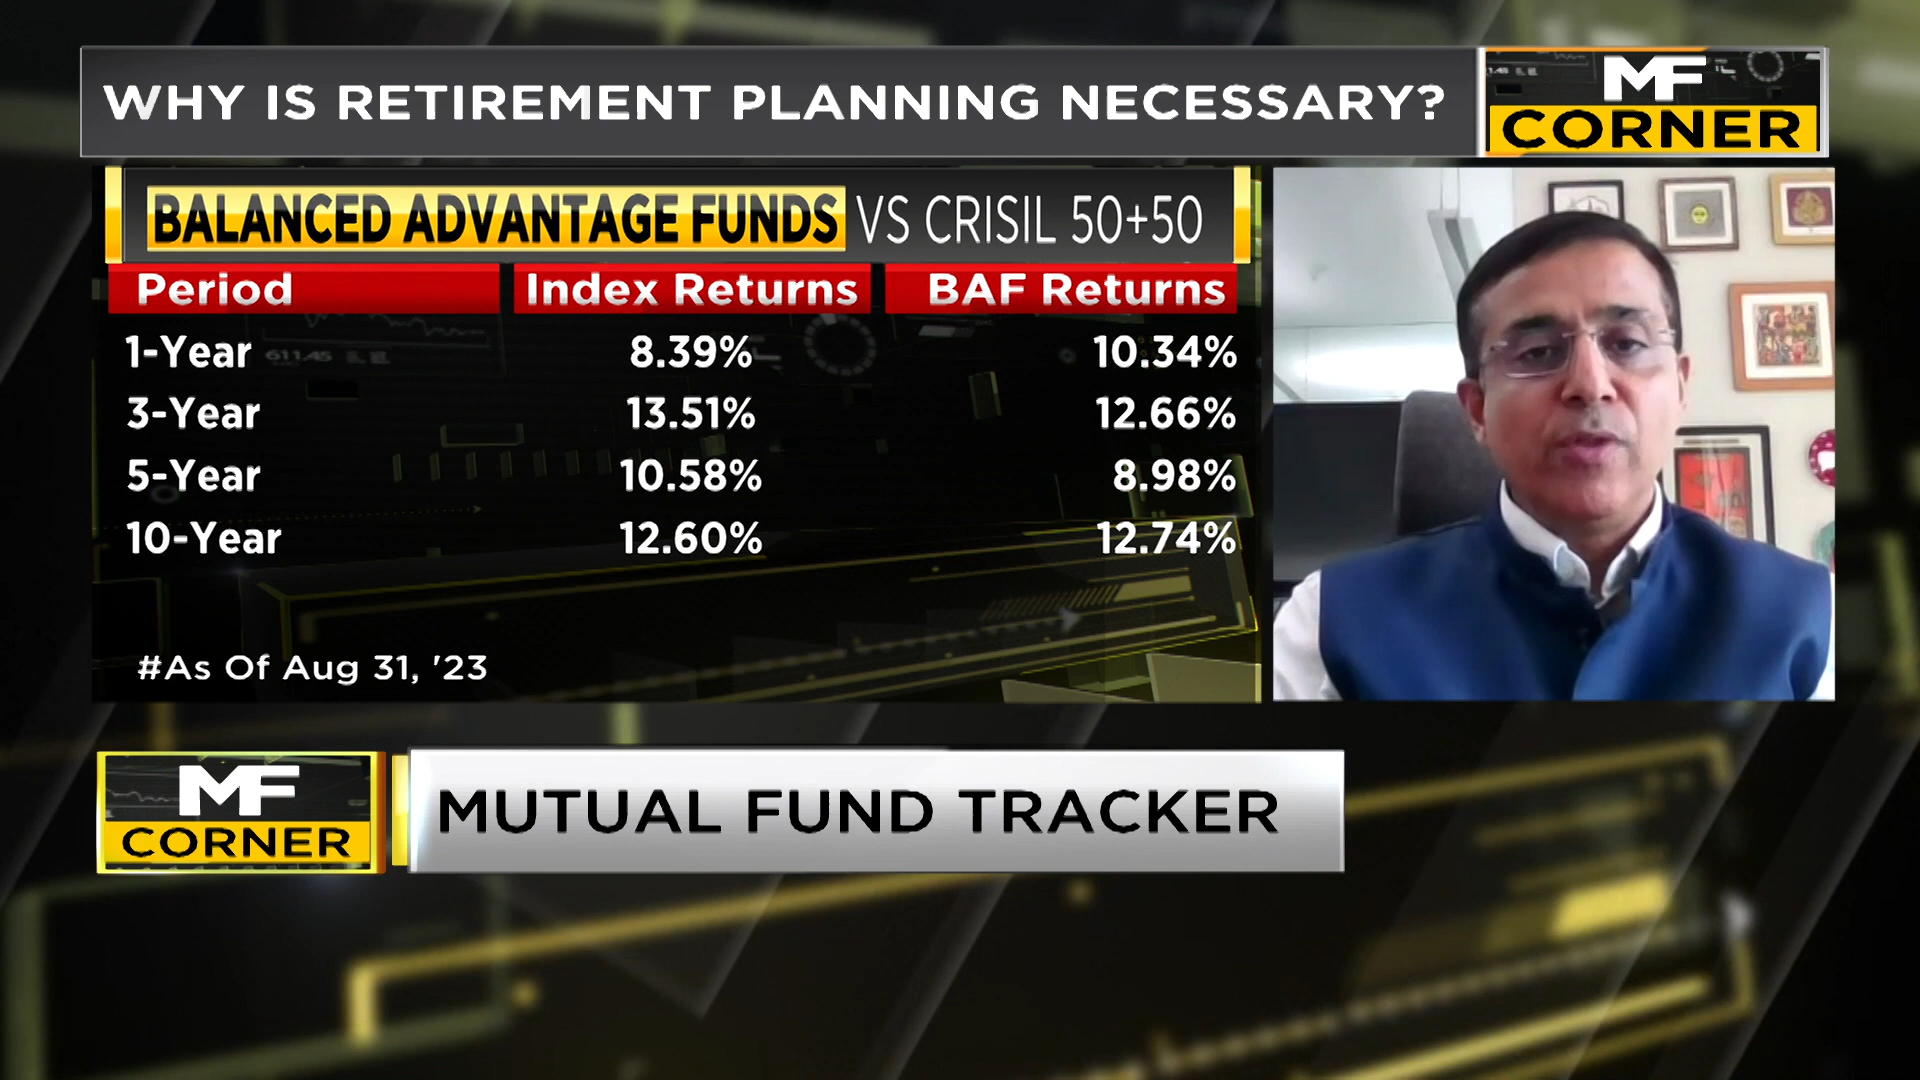 WHY IS RETIREMENT PLANNING NECESSARY?
MF
CORNER
BALANCED ADVANTAGE FUNDS VS CRISIL 50+50
Period Index Returns BAF Returns
1-Year 8.39% 10.34%
3-Year 13.51% 12.66%
5-Year 10.58% 8.98%
10-Year 12.60% 12.74%
#As Of Aug 31, '23
MF
CORNER
MUTUAL FUND TRACKER
611.45